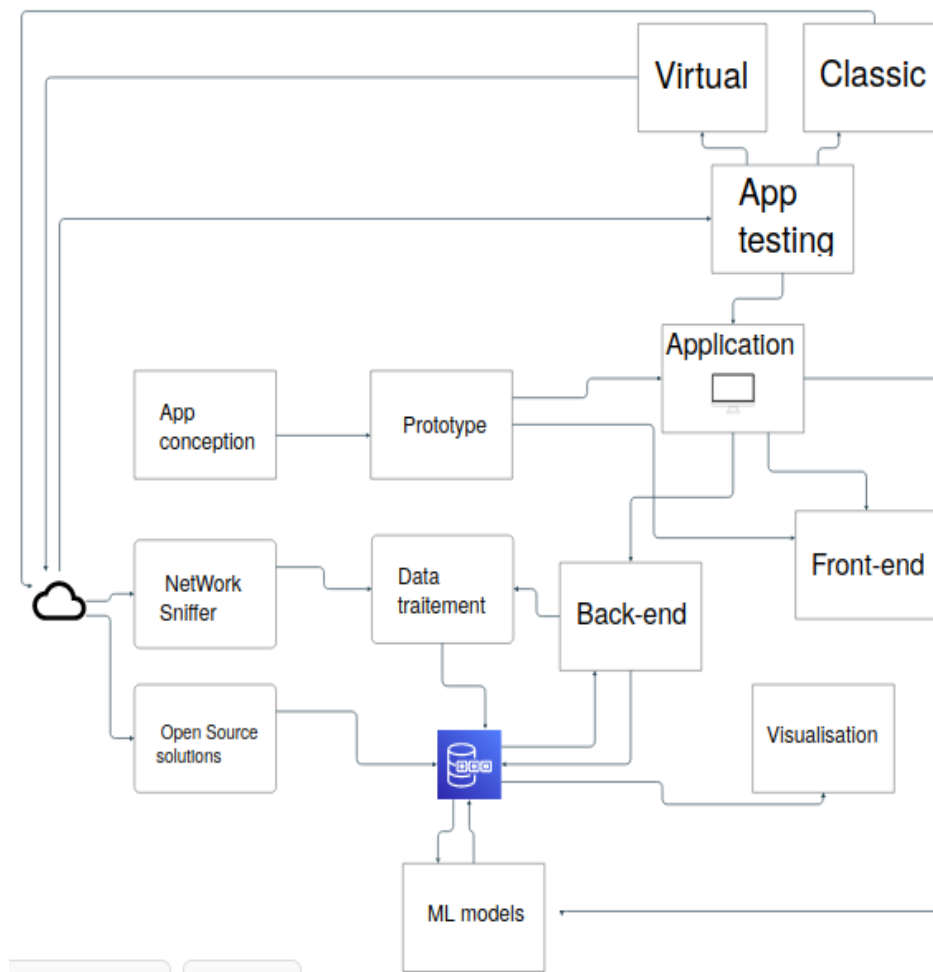 Virtual
Classic
App
testing
Application
App
conception
Prototype
NetWork
Sniffer
Data
traitement
Back-end
Front-end
Open Source
solutions
Visualisation
ML models